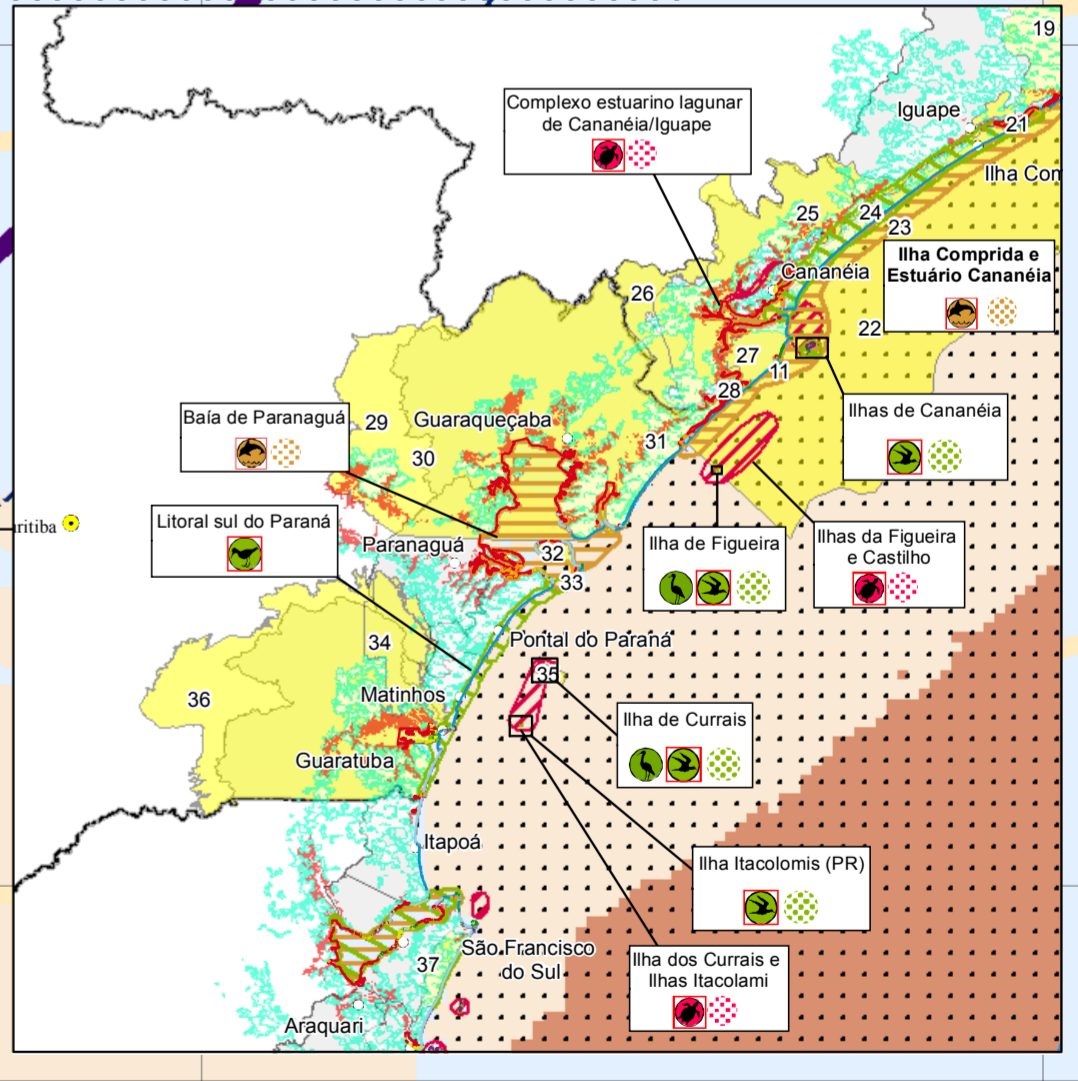 19
Complexo estuarino lagunar
de Cananéia/Iguape
Iguape
21
Ilha Com
25
24
23
Ilha Comprida e
Estuário Cananéia
Cananéia
26
22
27
11
28
Ilhas de Cananéia
Baía de Paranaguá
Guaraqueçaba
29
30
31
Litoral sul do Paraná
ritiba
Paranaguá
32
33
Ilha de Figueira
Ilhas da Figueira
e Castilho
34
Pontal do Paraná
35
36
Matinhos
Ilha de Currais
Guaratuba
Itapoá
Ilha Itacolomis (PR)
São Francisco
do Sul
37
Ilha dos Currais e
Ilhas Itacolami
Araquari